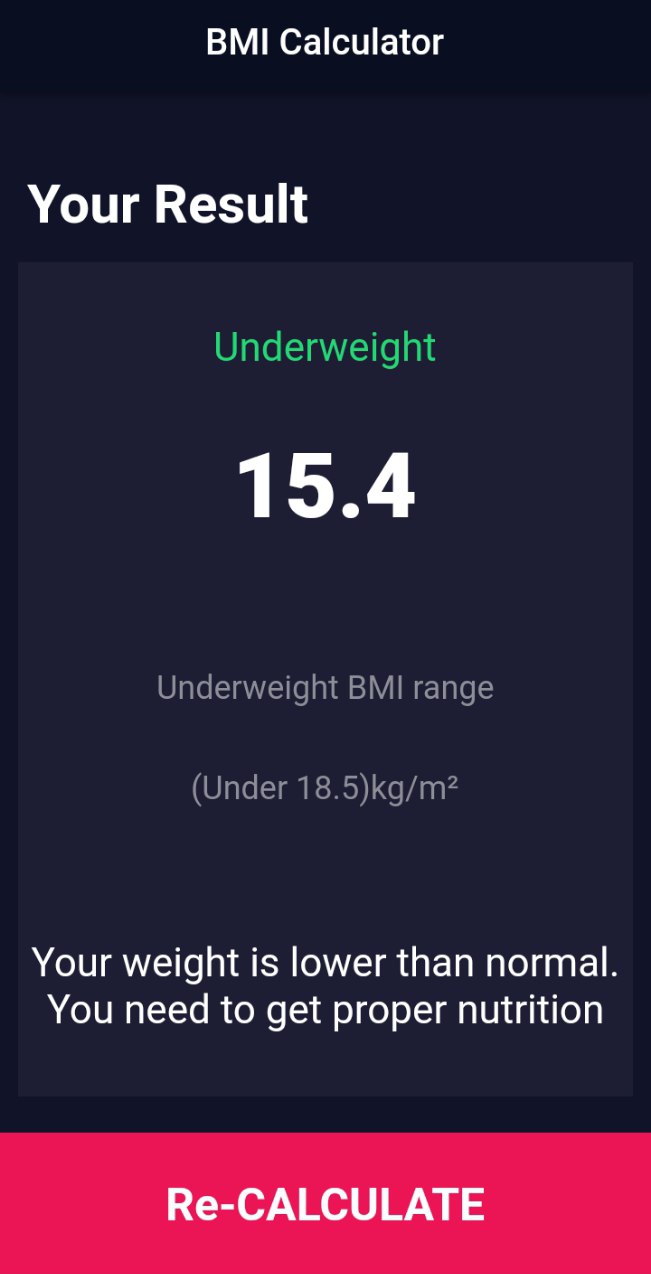 BMI Calculator
Your Result
Underweight
15.4
Underweight BMI range
(Under 18.5)kg/m²
Your weight is lower than normal.
You need to get proper nutrition
Re-CALCULATE